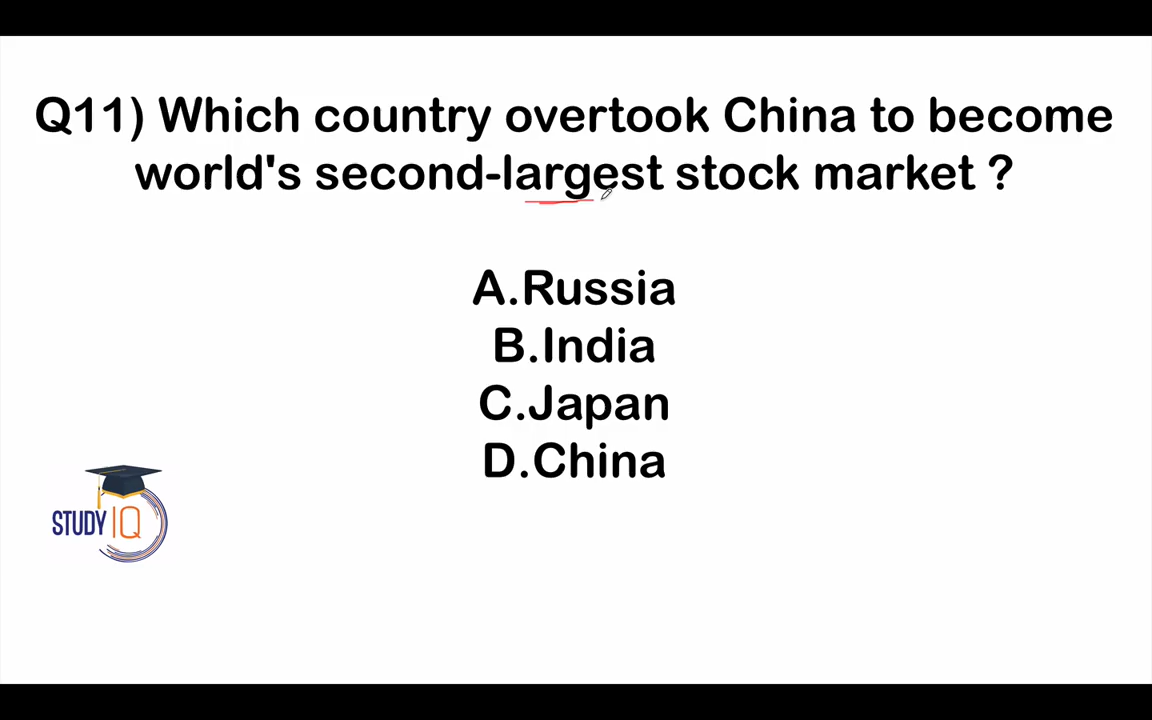 Q11) Which country overtook China to become
world's second-largest stock market ?
A.Russia
B.India
C.Japan
D.China
STUDY IQ